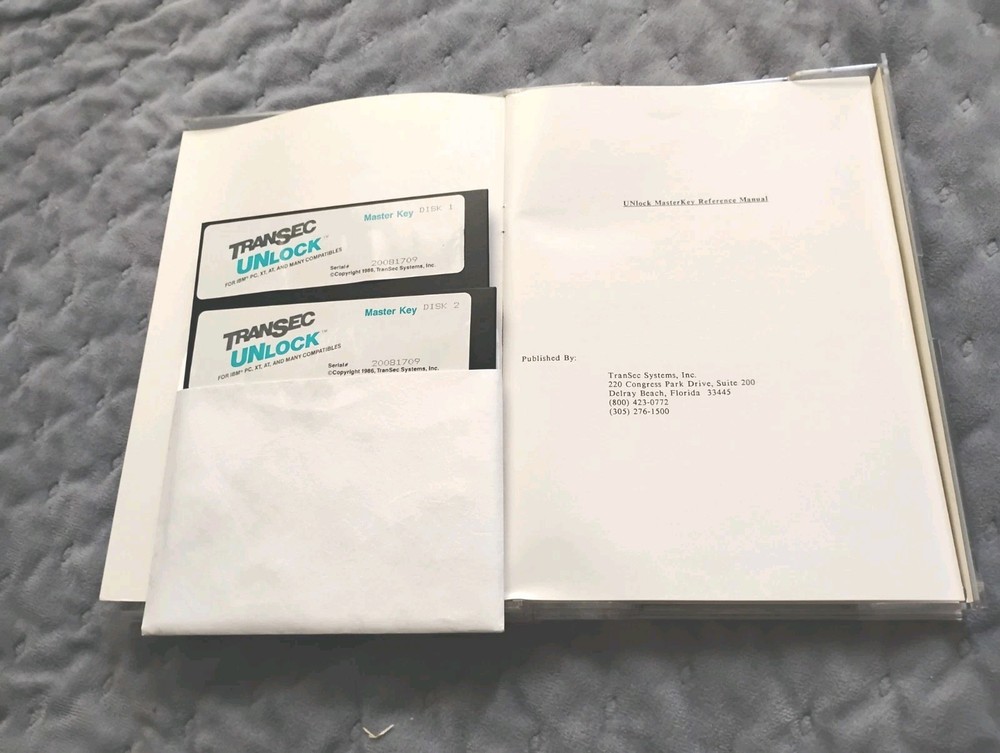 Master Key DISK 1
TRANSEC
UNLOCK™
FOR IBM® PC, XT, AT, AND MANY COMPATIBLES
Serial# 20081709
©Copyright 1986, TranSec Systems, Inc.
Master Key DISK 2
TRANSEC
UNLOCK™
FOR IBM® PC, XT, AT, AND MANY COMPATIBLES
Serial# 20081709
©Copyright 1986, TranSec Systems, Inc.
UNlock MasterKey Reference Manual
Published By:
TranSec Systems, Inc.
220 Congress Park Drive, Suite 200
Delray Beach, Florida 33445
(800) 423-0772
(305) 276-1500